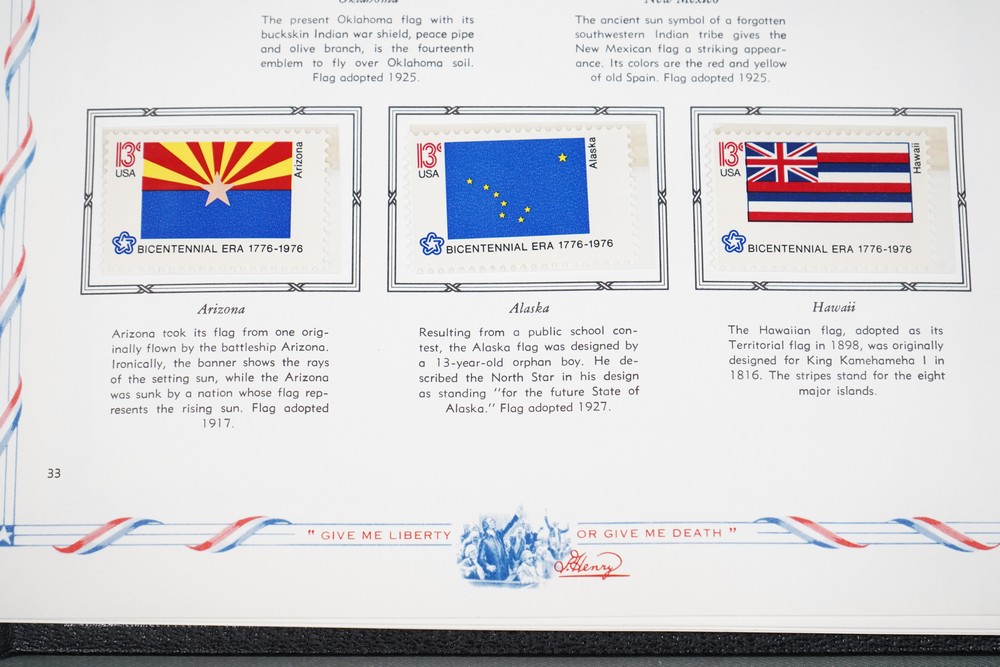 Oklahoma
The present Oklahoma flag with its
buckskin Indian war shield, peace pipe
and olive branch, is the fourteenth
emblem to fly over Oklahoma soil.
Flag adopted 1925.
New Mexico
The ancient sun symbol of a forgotten
southwestern Indian tribe gives the
New Mexican flag a striking appear-
ance. Its colors are the red and yellow
of old Spain. Flag adopted 1925.
13c
USA
Arizona
BICENTENNIAL ERA 1776-1976
13c
USA
Alaska
BICENTENNIAL ERA 1776-1976
13c
USA
Hawaii
BICENTENNIAL ERA 1776-1976
Arizona
Arizona took its flag from one orig-
inally flown by the battleship Arizona.
Ironically, the banner shows the rays
of the setting sun, while the Arizona
was sunk by a nation whose flag rep-
resents the rising sun. Flag adopted
1917.
Alaska
Resulting from a public school con-
test, the Alaska flag was designed by
a 13-year-old orphan boy. He de-
scribed the North Star in his design
as standing "for the future State of
Alaska." Flag adopted 1927.
Hawaii
The Hawaiian flag, adopted as its
Territorial flag in 1898, was originally
designed for King Kamehameha I in
1816. The stripes stand for the eight
major islands.
33
"GIVE ME LIBERTY OR GIVE ME DEATH"
P. Henry